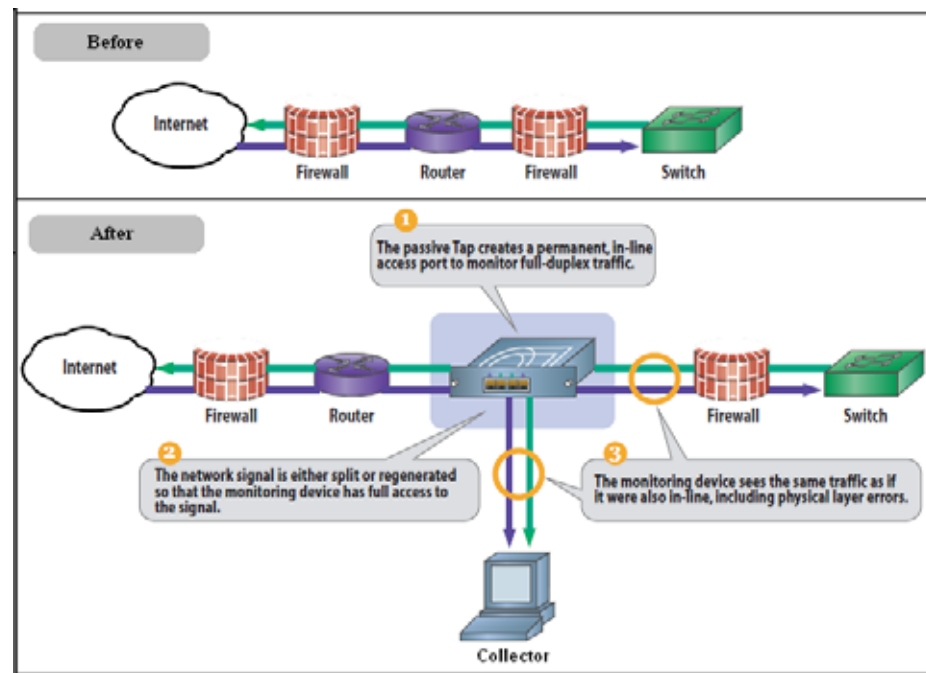 Before
Internet
Firewall
Router
Firewall
Switch
After
1
The passive Tap creates a permanent, in-line
access port to monitor full-duplex traffic.
Internet
Firewall
Router
Firewall
Switch
2
The network signal is either split or regenerated
so that the monitoring device has full access to
the signal.
3
The monitoring device sees the same traffic as if
it were also in-line, including physical layer errors.
Collector